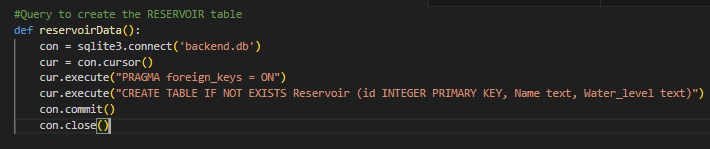 #Query to create the RESERVOIR table
def reservoirData():
    con = sqlite3.connect('backend.db')
    cur = con.cursor()
    cur.execute("PRAGMA foreign_keys = ON")
    cur.execute("CREATE TABLE IF NOT EXISTS Reservoir (id INTEGER PRIMARY KEY, Name text, Water_level text)")
    con.commit()
    con.close()